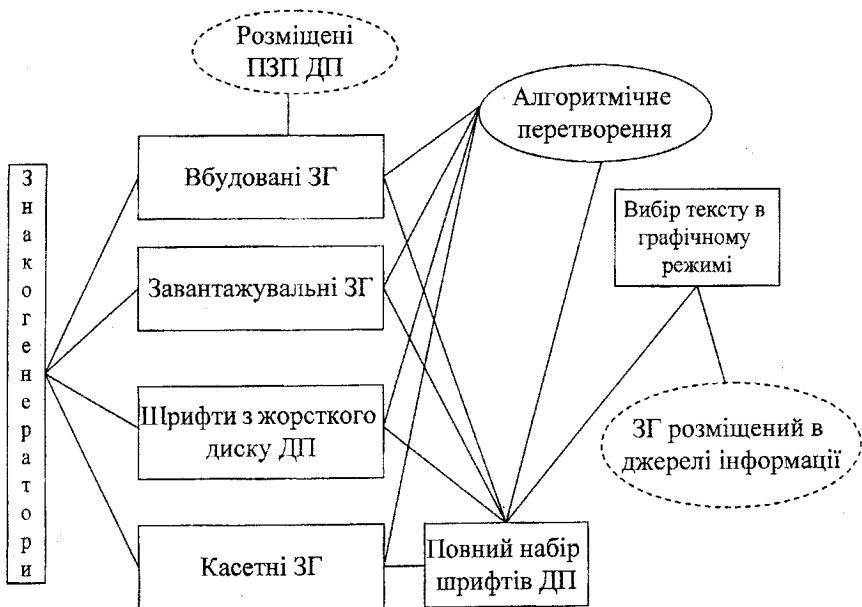 Розміщені
ПЗП ДП
Алгоритмічне
перетворення
Знакогенератори
Вбудовані ЗГ
Вибір тексту в
графічному
режимі
Завантажувальні ЗГ
Шрифти з жорсткого
диску ДП
ЗГ розміщений в
джерелі інформації
Касетні ЗГ
Повний набір
шрифтів ДП